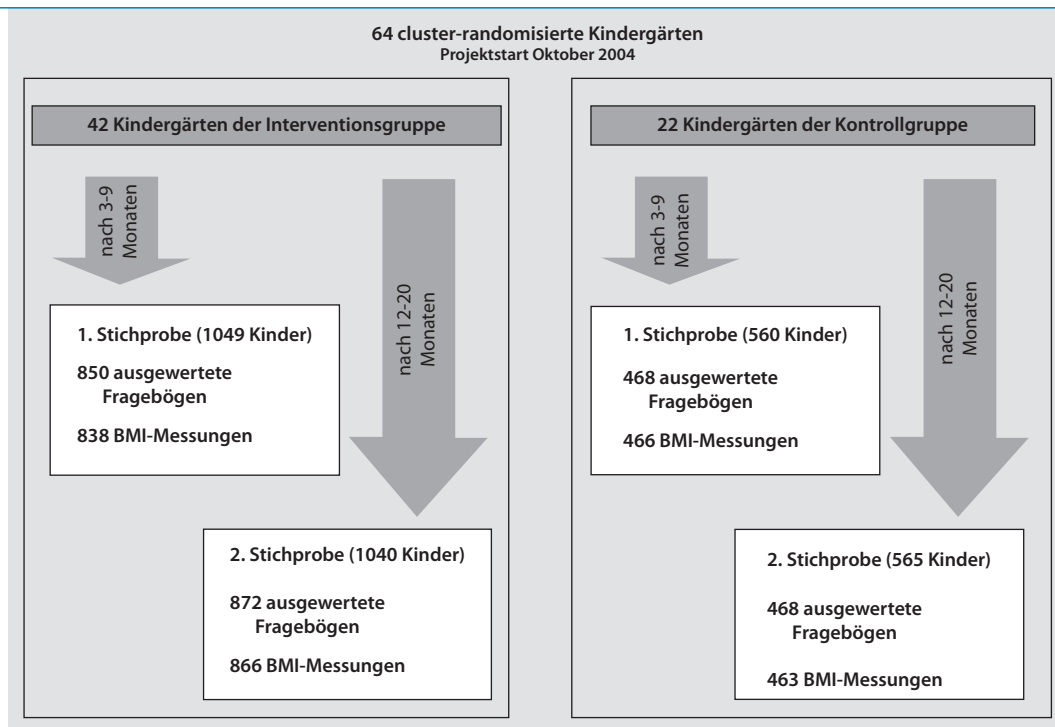 64 cluster-randomisierte Kindergärten
Projektstart Oktober 2004
42 Kindergärten der Interventionsgruppe
nach 3-9
Monaten
nach 12-20
Monaten
1. Stichprobe (1049 Kinder)
850 ausgewertete
Fragebögen
838 BMI-Messungen
2. Stichprobe (1040 Kinder)
872 ausgewertete
Fragebögen
866 BMI-Messungen
22 Kindergärten der Kontrollgruppe
nach 3-9
Monaten
nach 12-20
Monaten
1. Stichprobe (560 Kinder)
468 ausgewertete
Fragebögen
466 BMI-Messungen
2. Stichprobe (565 Kinder)
468 ausgewertete
Fragebögen
463 BMI-Messungen